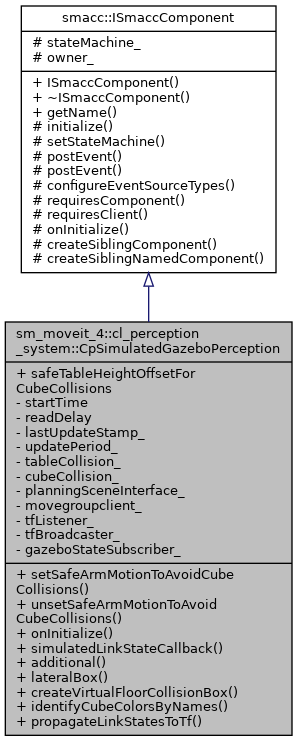 smacc::ISmaccComponent
# stateMachine_
# owner_
+ ISmaccComponent()
+ ~ISmaccComponent()
+ getName()
# initialize()
# setStateMachine()
# postEvent()
# postEvent()
# configureEventSourceTypes()
# requiresComponent()
# requiresClient()
# onInitialize()
# createSiblingComponent()
# createSiblingNamedComponent()
sm_moveit_4::cl_perception
_system::CpSimulatedGazeboPerception
+ safeTableHeightOffsetFor
CubeCollisions
- startTime
- readDelay
- lastUpdateStamp_
- updatePeriod_
- tableCollision_
- cubeCollision_
- planningSceneInterface_
- movegroupclient_
- tfListener_
- tfBroadcaster_
- gazeboStateSubscriber_
+ setSafeArmMotionToAvoidCube
Collisions()
+ unsetSafeArmMotionToAvoid
CubeCollisions()
+ onInitialize()
+ simulatedLinkStateCallback()
+ additional()
+ lateralBox()
+ createVirtualFloorCollisionBox()
+ identifyCubeColorsByNames()
+ propagateLinkStatesToTf()